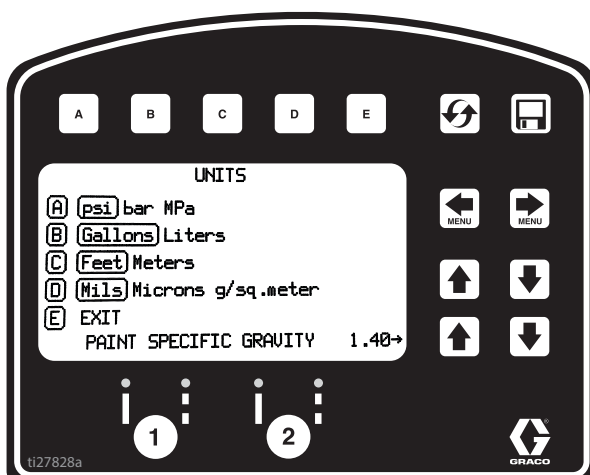 A B C D E
UNITS
A psi bar MPa
MENU MENU
B Gallons Liters
C Feet Meters
D Mils Microns g/sq.meter
E EXIT
PAINT SPECIFIC GRAVITY 1.40→
1 2
ti27828a
GRACO